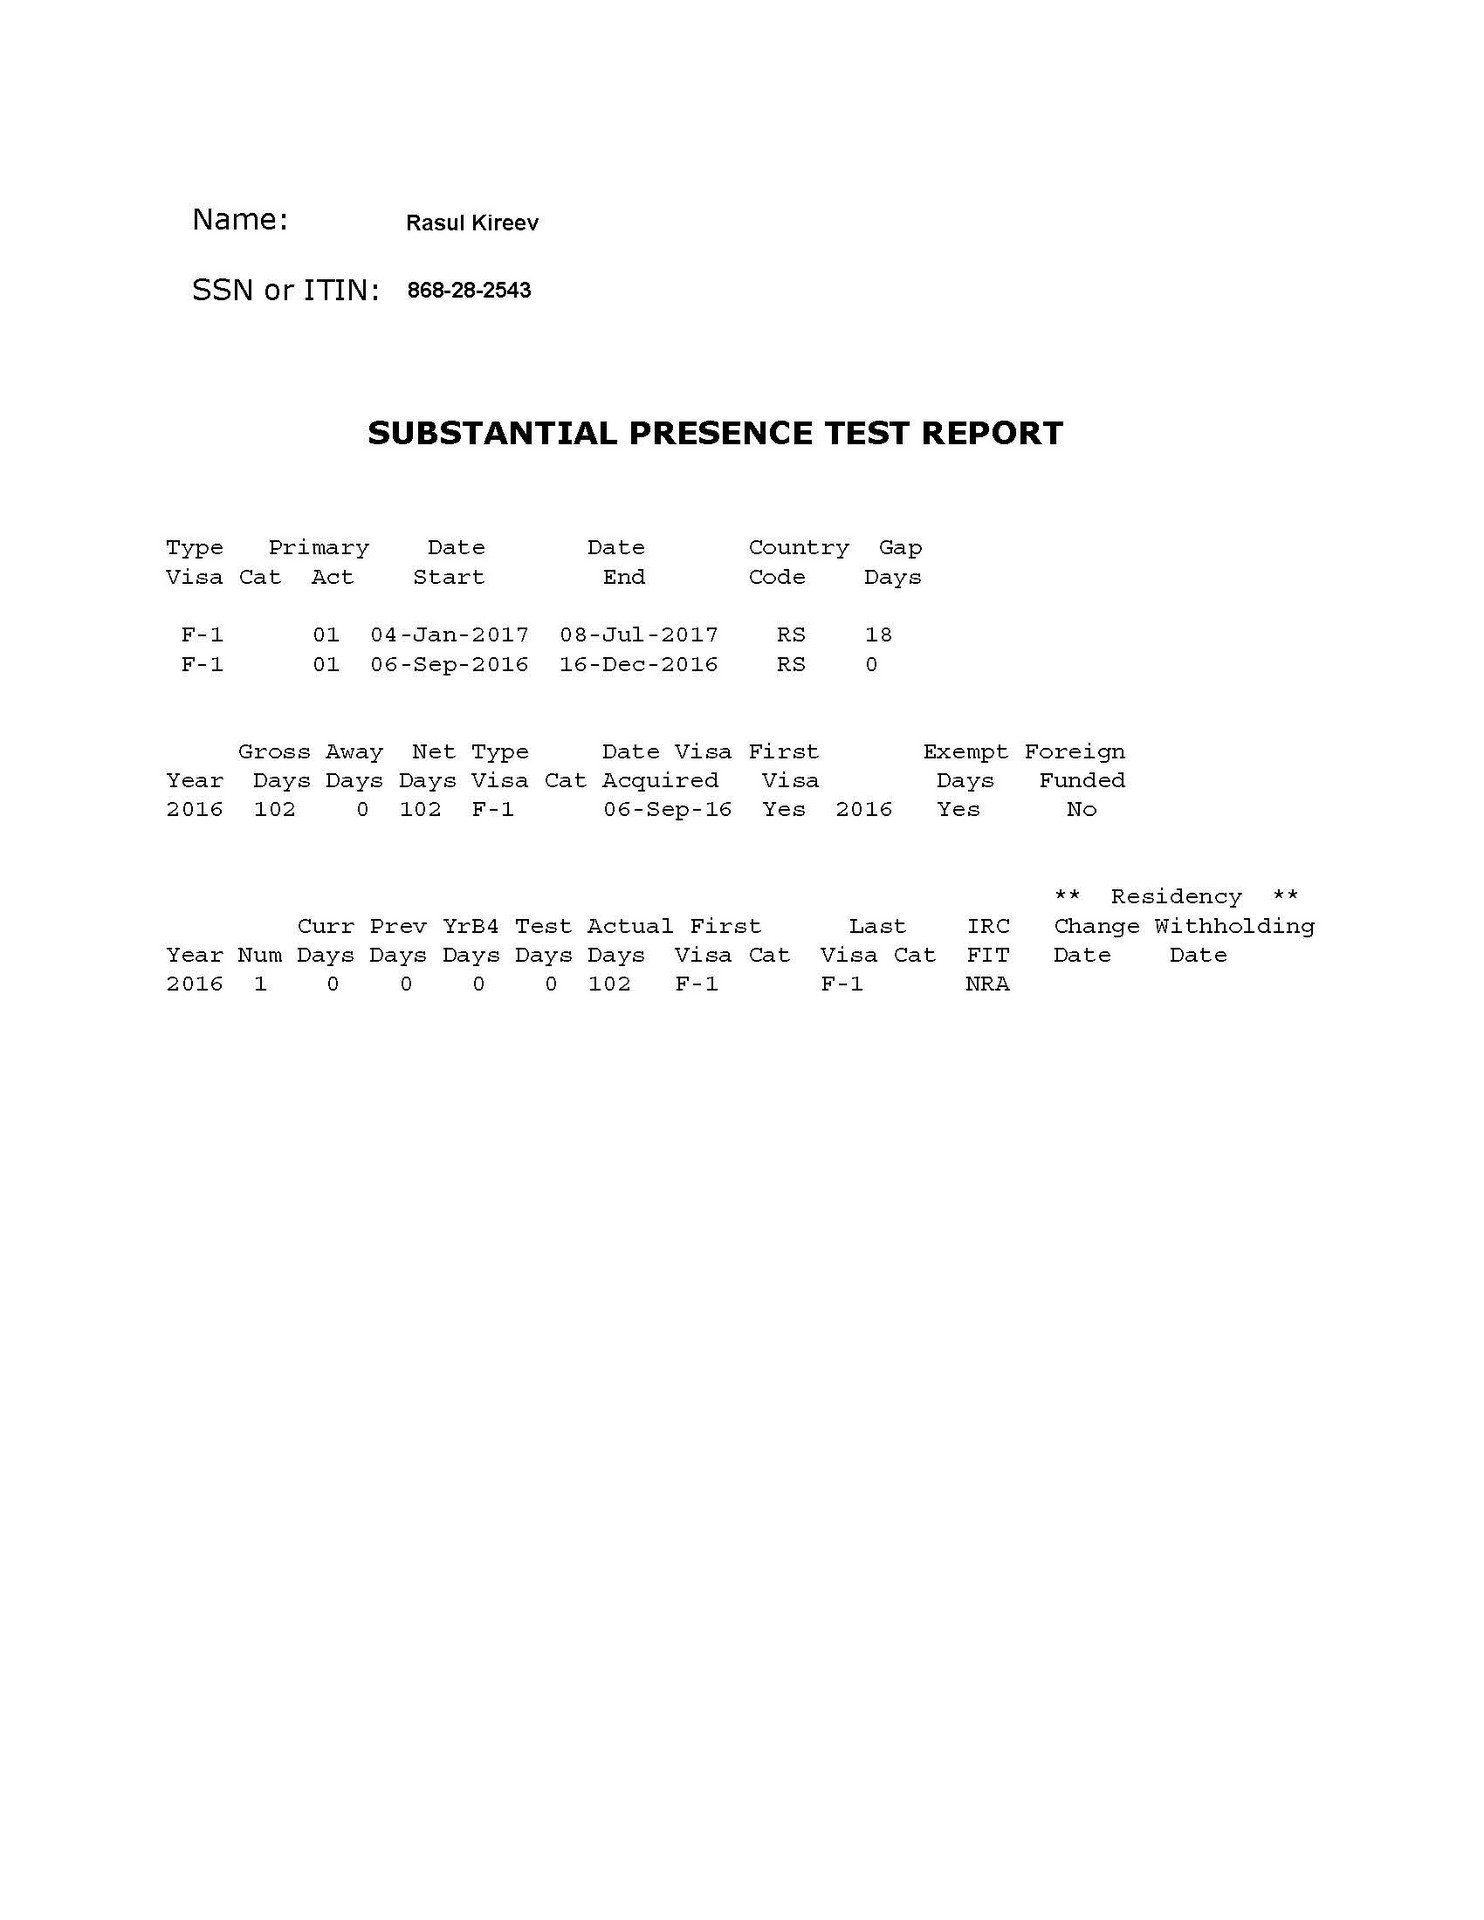 Name: Rasul Kireev
SSN or ITIN: 868-28-2543
SUBSTANTIAL PRESENCE TEST REPORT
Type Primary Date Date Country Gap
Visa Cat Act Start End Code Days
F-1 01 04-Jan-2017 08-Jul-2017 RS 18
F-1 01 06-Sep-2016 16-Dec-2016 RS 0
Gross Away Net Type Date Visa First Exempt Foreign
Year Days Days Days Visa Cat Acquired Visa Days Funded
2016 102 0 102 F-1 06-Sep-16 Yes 2016 Yes No
** Residency **
Curr Prev YrB4 Test Actual First Last IRC Change Withholding
Year Num Days Days Days Days Days Visa Cat Visa Cat FIT Date Date
2016 1 0 0 0 0 102 F-1 F-1 NRA